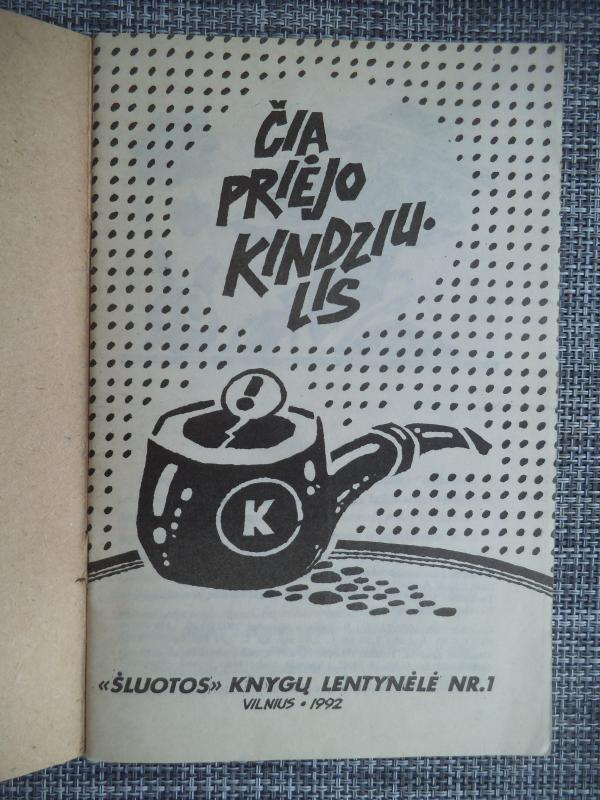 ČIA
PRIĖJO
KINDZIU-
LIS
!
K
«ŠLUOTOS» KNYGŲ LENTYNĖLĖ NR.1
VILNIUS • 1992